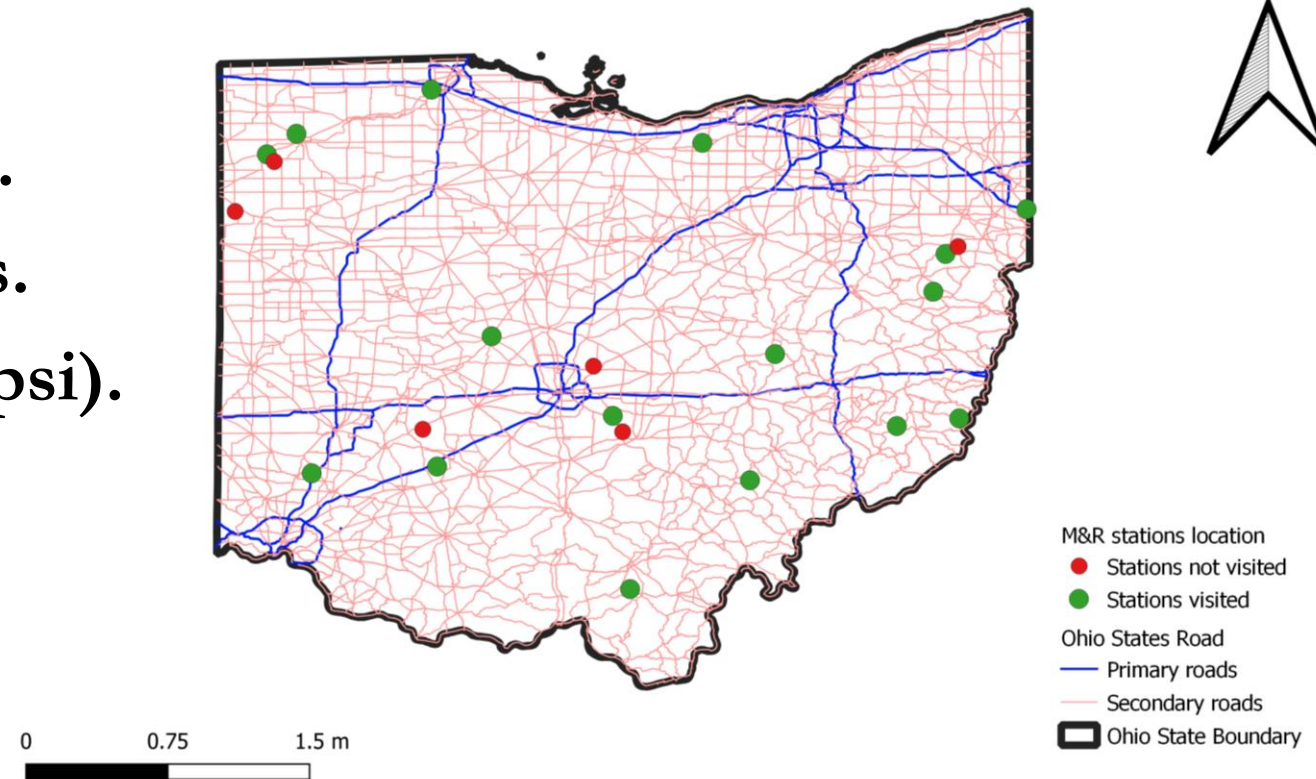 .
s.
psi).
M&R stations location
Stations not visited
Stations visited
Ohio States Road
Primary roads
Secondary roads
Ohio State Boundary
0 0.75 1.5 m